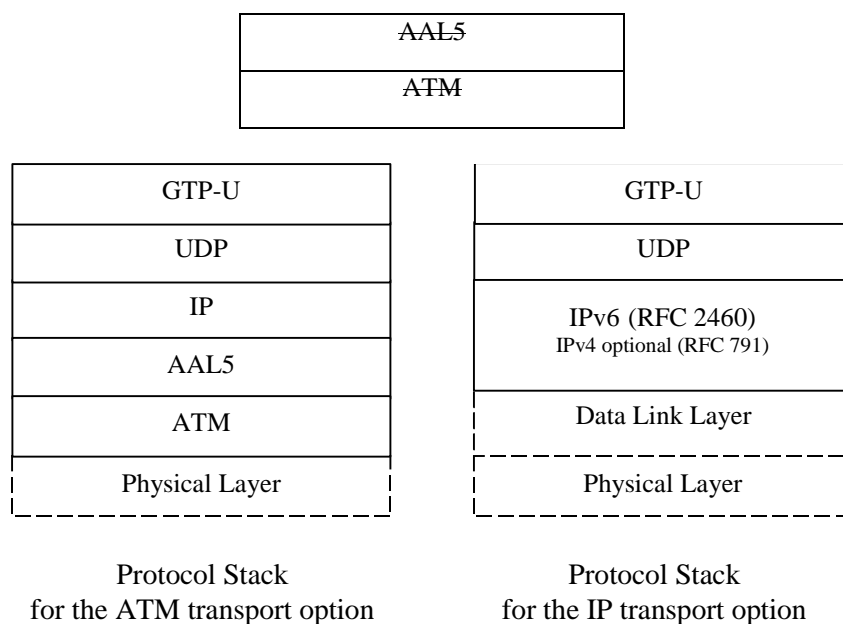 AAL5
ATM
GTP-U
UDP
IP
AAL5
ATM
Physical Layer
Protocol Stack
for the ATM transport option
GTP-U
UDP
IPv6 (RFC 2460)
IPv4 optional (RFC 791)
Data Link Layer
Physical Layer
Protocol Stack
for the IP transport option